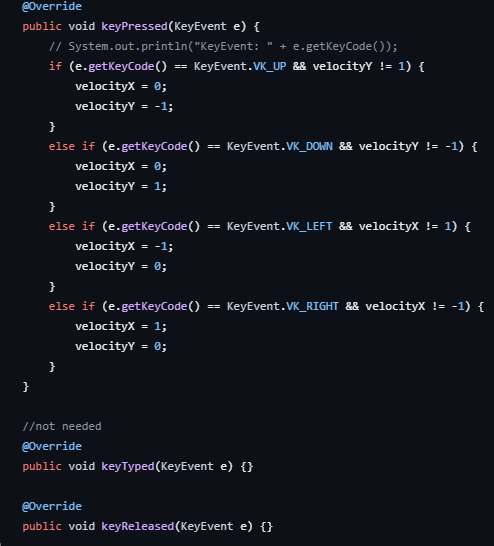 @Override
public void keyPressed(KeyEvent e) {
    // System.out.println("KeyEvent: " + e.getKeyCode());
    if (e.getKeyCode() == KeyEvent.VK_UP && velocityY != 1) {
        velocityX = 0;
        velocityY = -1;
    }
    else if (e.getKeyCode() == KeyEvent.VK_DOWN && velocityY != -1) {
        velocityX = 0;
        velocityY = 1;
    }
    else if (e.getKeyCode() == KeyEvent.VK_LEFT && velocityX != 1) {
        velocityX = -1;
        velocityY = 0;
    }
    else if (e.getKeyCode() == KeyEvent.VK_RIGHT && velocityX != -1) {
        velocityX = 1;
        velocityY = 0;
    }
}

//not needed
@Override
public void keyTyped(KeyEvent e) {}

@Override
public void keyReleased(KeyEvent e) {}